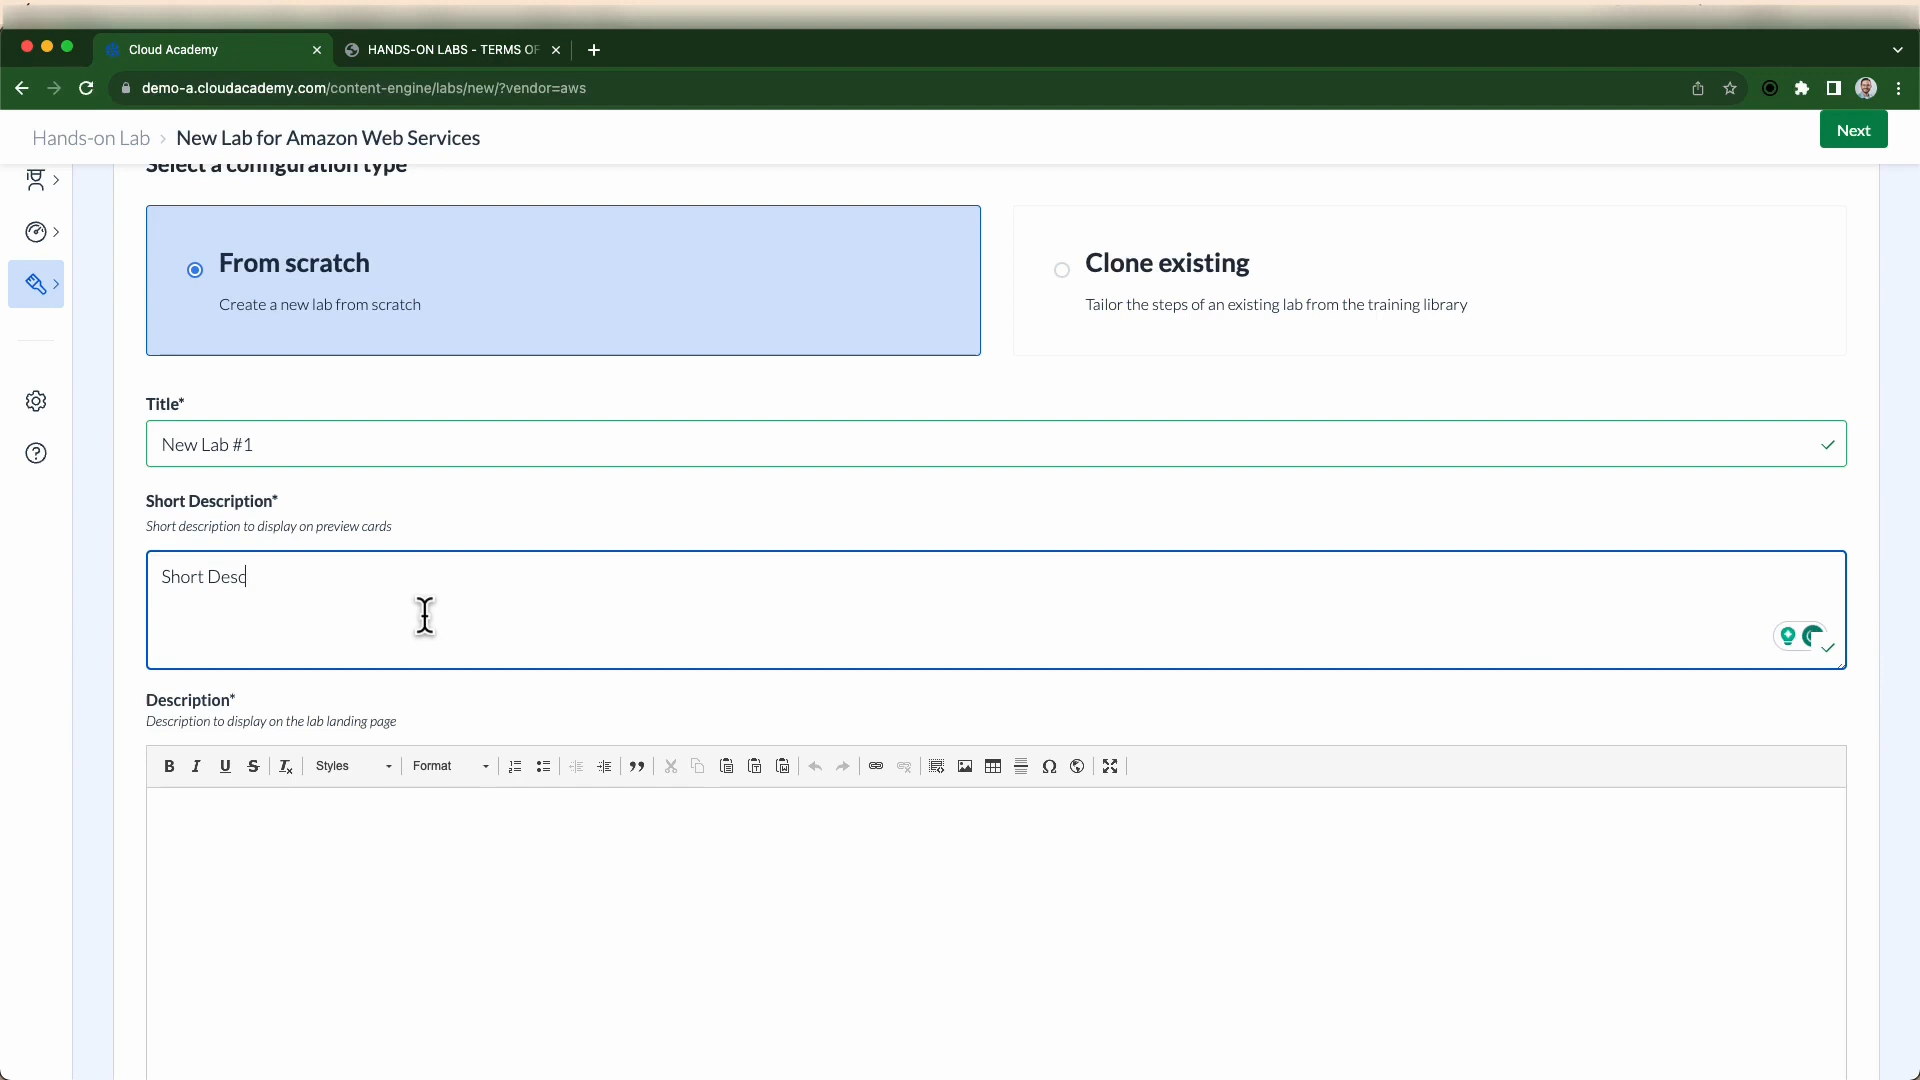 Cloud Academy
HANDS-ON LABS - TERMS OF
demo-a.cloudacademy.com/content-engine/labs/new/?vendor=aws
Hands-on Lab > New Lab for Amazon Web Services
Next
Select a configuration type
From scratch
Create a new lab from scratch
Clone existing
Tailor the steps of an existing lab from the training library
Title*
New Lab #1
Short Description*
Short description to display on preview cards
Short Desc
Description*
Description to display on the lab landing page
Styles
Format